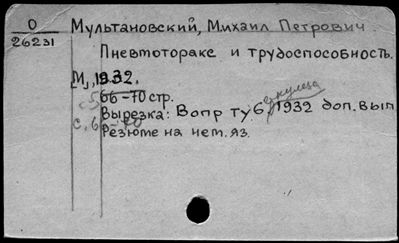 О
26231
Мультановский, Михаил Петрович.
Пневмоторакс и трудоспособность.
[М], 1932.
66-70 стр.
Вырезка: Вопр туб 1932 доп. вып
Резюме на нем. яз.